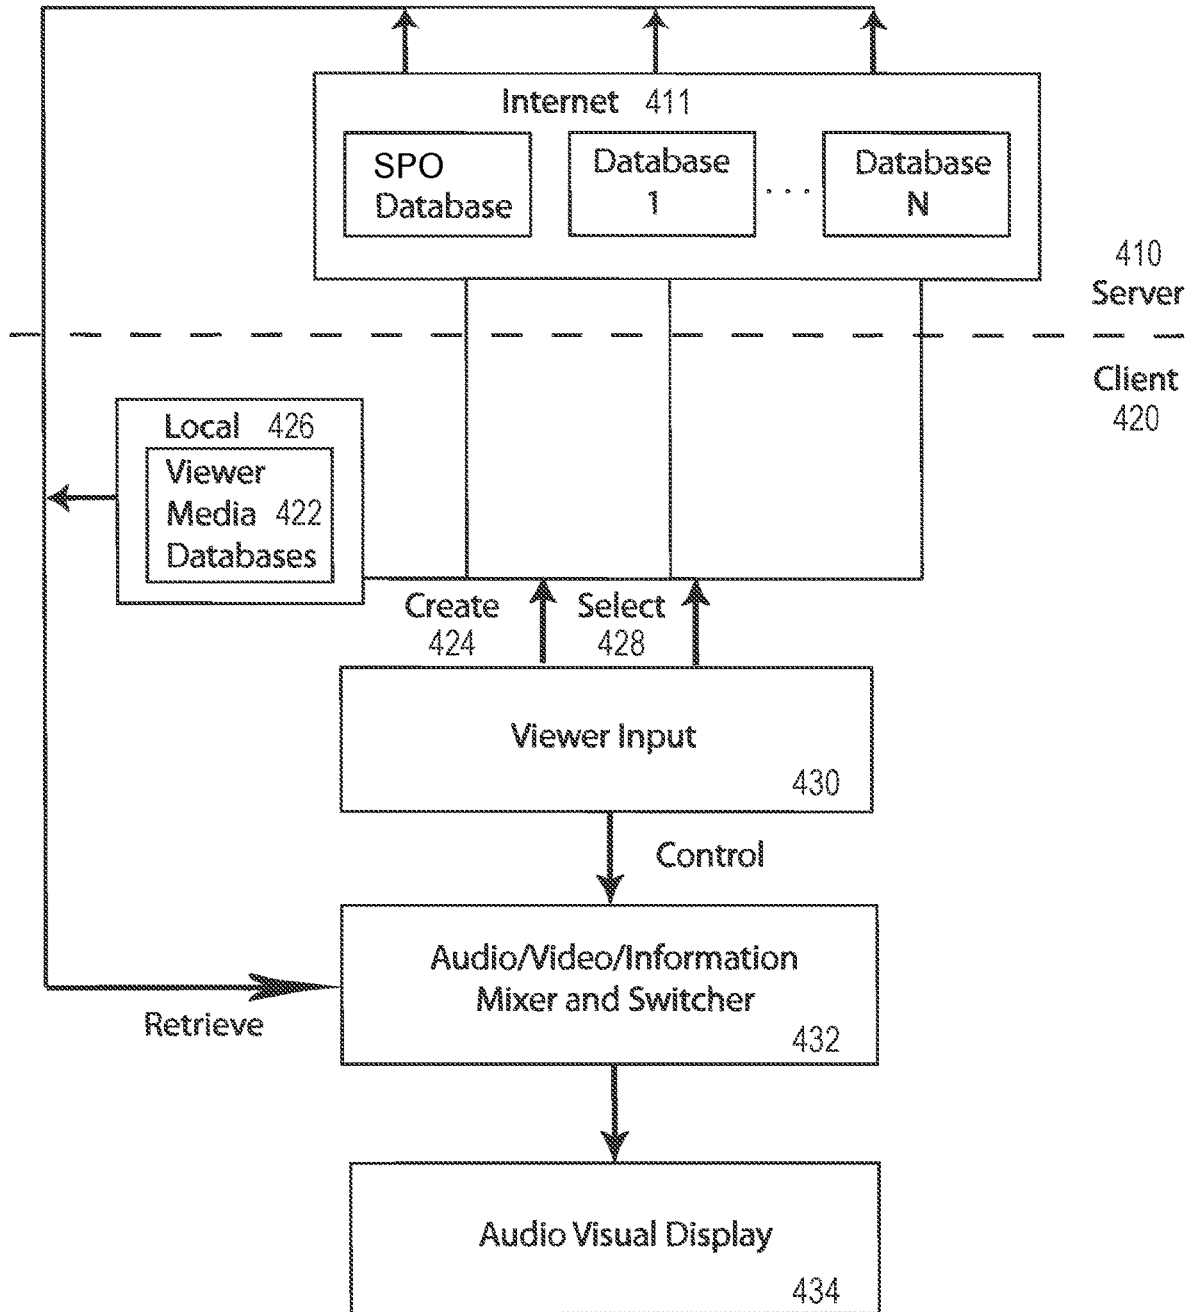 Internet 411
SPO
Database
Database
1
. . .
Database
N
410
Server
Client
420
Local 426
Viewer
Media 422
Databases
Create
424
Select
428
Viewer Input
430
Control
Audio/Video/Information
Mixer and Switcher
432
Retrieve
Audio Visual Display
434